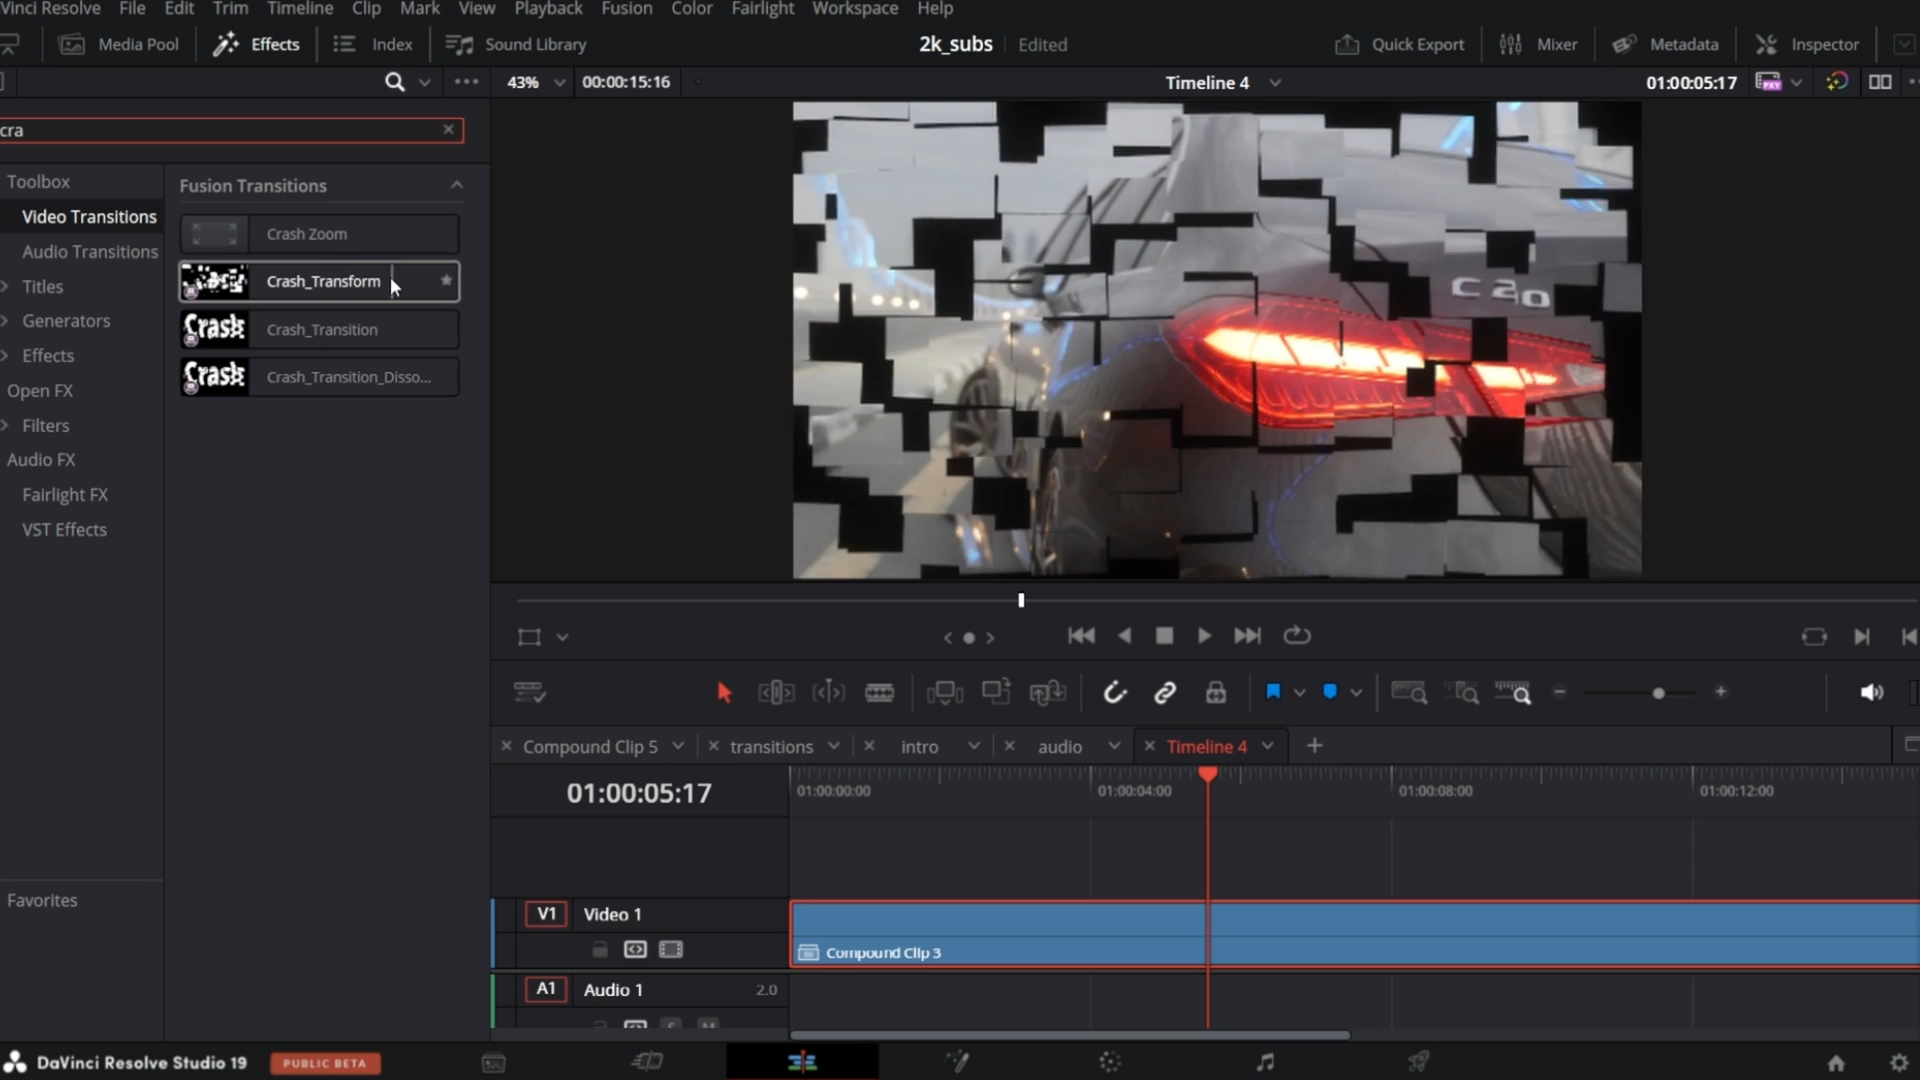 Vinci Resolve File Edit Trim Timeline Clip Mark View Playback Fusion Color Fairlight Workspace Help
Media Pool Effects Index Sound Library 2k_subs Edited Quick Export Mixer Metadata Inspector
43% 00:00:15:16 Timeline 4 01:00:05:17 PXY
cra
Toolbox
Video Transitions
Audio Transitions
Titles
Generators
Effects
Open FX
Filters
Audio FX
Fairlight FX
VST Effects
Favorites
Fusion Transitions
Crash Zoom
Crash_Transform
Crash Crash_Transition
Crash Crash_Transition_Disso...
C 20
Compound Clip 5 transitions intro audio Timeline 4
01:00:05:17 01:00:00:00 01:00:04:00 01:00:08:00 01:00:12:00
V1 Video 1
Compound Clip 3
A1 Audio 1 2.0
S M
DaVinci Resolve Studio 19 PUBLIC BETA